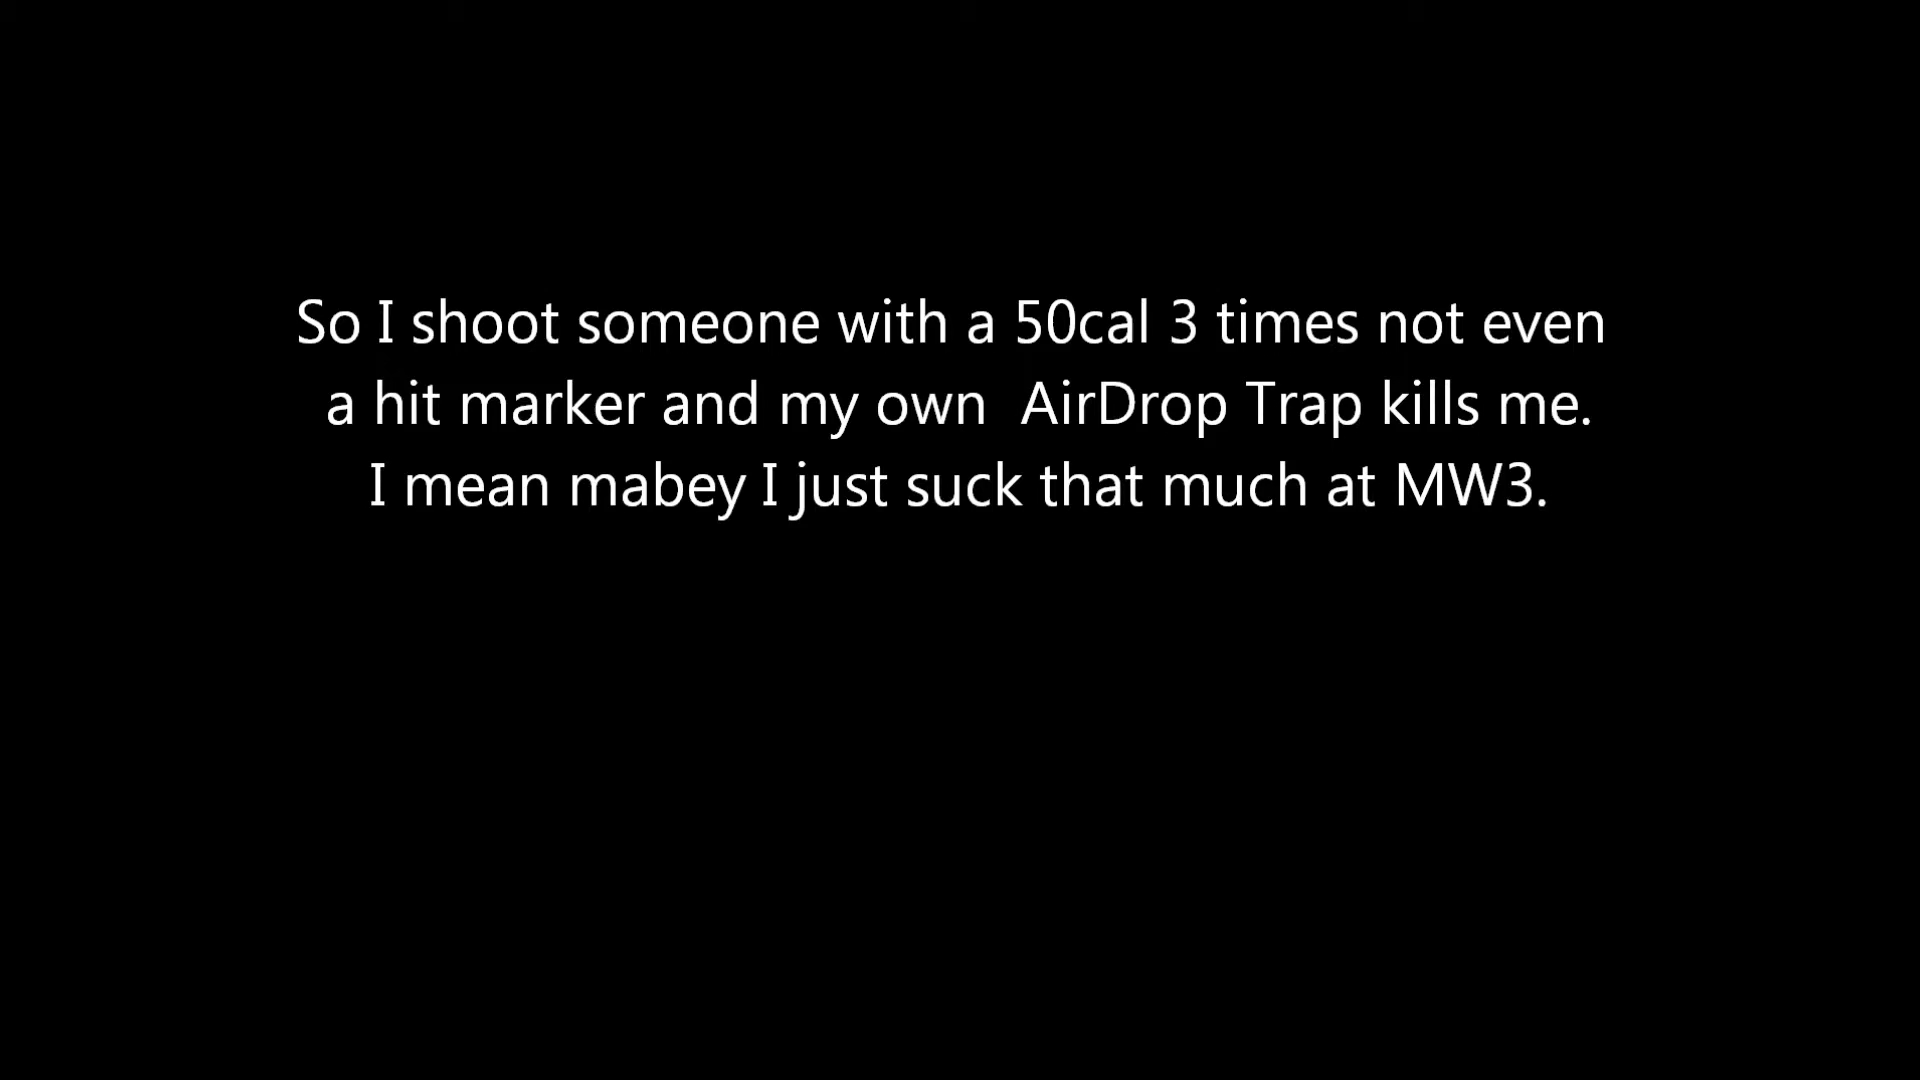 So I shoot someone with a 50cal 3 times not even
a hit marker and my own  AirDrop Trap kills me.
I mean mabey I just suck that much at MW3.